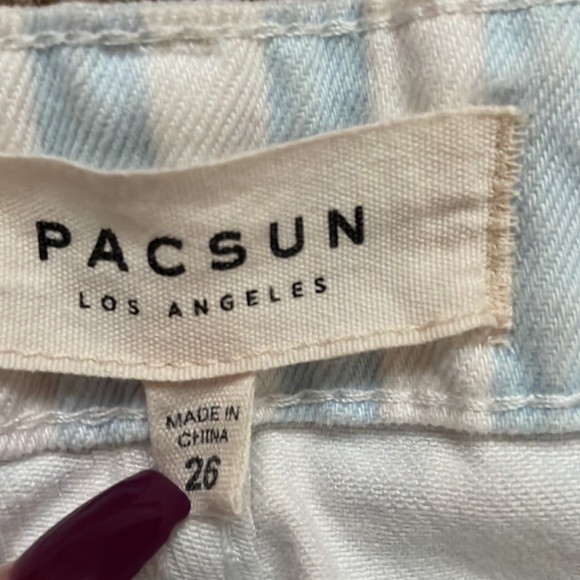 PACSUN
LOS ANGELES
MADE IN
CHINA
26